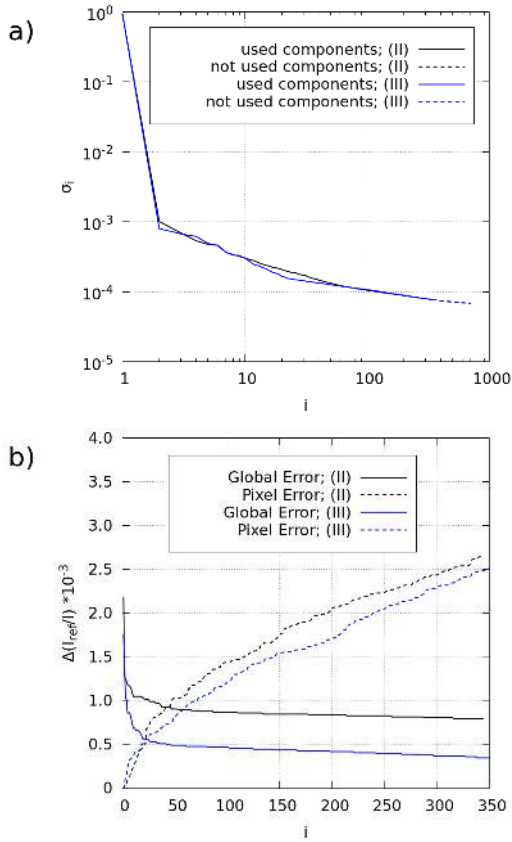 a)
10⁰
10⁻¹
10⁻²
10⁻³
10⁻⁴
10⁻⁵
σᵢ
used components; (II)
not used components; (II)
used components; (III)
not used components; (III)
1 10 100 1000
i
b)
4.0
3.5
3.0
2.5
2.0
1.5
1.0
0.5
0
Δ(I_ref/I) *10⁻³
Global Error; (II)
Pixel Error; (II)
Global Error; (III)
Pixel Error; (III)
0 50 100 150 200 250 300 350
i